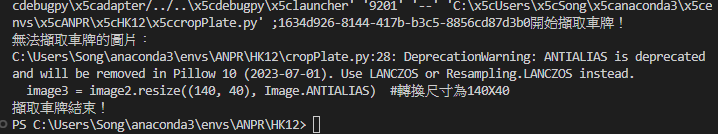 cdebugpy\x5cadapter/../..\x5clauncher' '9201' '--' 'C:\x5cUsers\x5cSong\x5canaconda3\x5ce
nvs\x5cANPR\x5cHK12\x5ccropPlate.py' ;1634d926-8144-417b-b3c5-8856cd87d3b0開始擷取車牌！
無法擷取車牌的圖片：
C:\Users\Song\anaconda3\envs\ANPR\HK12\cropPlate.py:28: DeprecationWarning: ANTIALIAS is deprecated
and will be removed in Pillow 10 (2023-07-01). Use LANCZOS or Resampling.LANCZOS instead.
image3 = image2.resize((140, 40), Image.ANTIALIAS)  #轉換尺寸為140X40
擷取車牌結束！
PS C:\Users\Song\anaconda3\envs\ANPR\HK12>